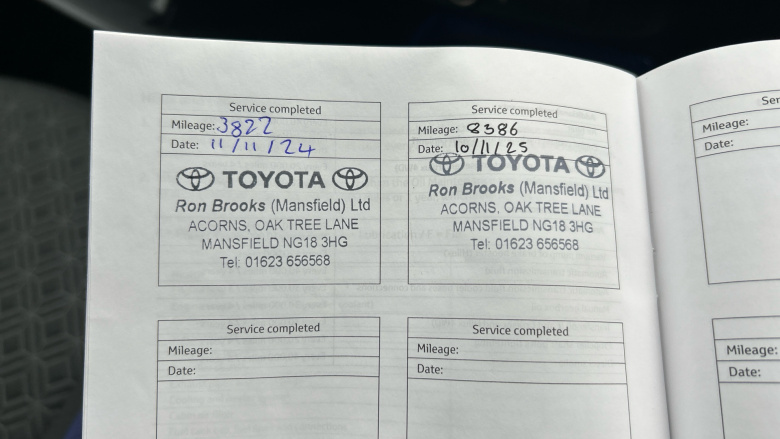 Service completed
Mileage: 3822
Date: 11/11/24
TOYOTA
Ron Brooks (Mansfield) Ltd
ACORNS, OAK TREE LANE
MANSFIELD NG18 3HG
Tel: 01623 656568
Service completed
Mileage: 8386
Date: 10/11/25
TOYOTA
Ron Brooks (Mansfield) Ltd
ACORNS, OAK TREE LANE
MANSFIELD NG18 3HG
Tel: 01623 656568
Mileage:
Date:
Service completed
Mileage:
Date:
Service completed
Mileage:
Date:
Mileage:
Date: